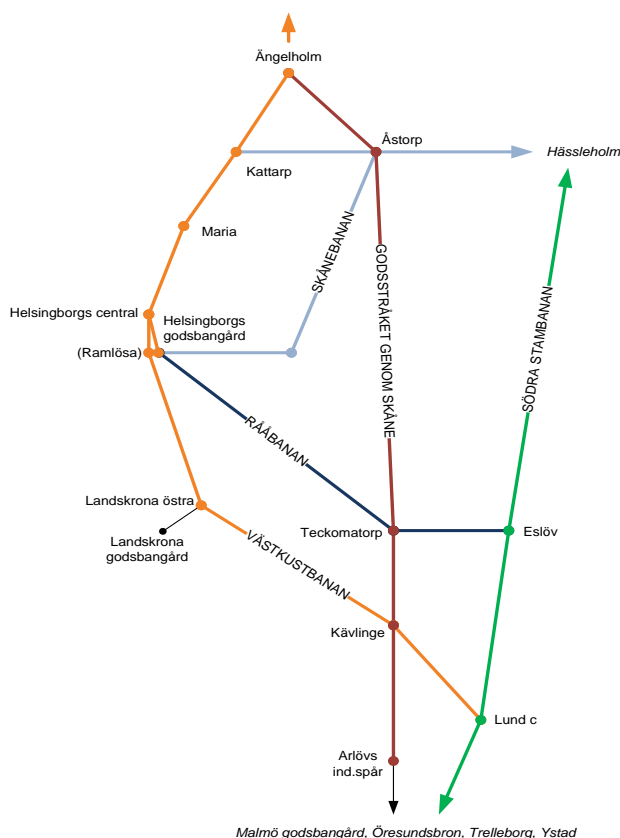 Ängelholm
Åstorp
Hässleholm
Kattarp
Maria
SKÅNEBANAN
GODSSTRÅKET GENOM SKÅNE
SÖDRA STAMBANAN
Helsingborgs central
Helsingborgs
godsbangård
(Ramlösa)
RÅÅBANAN
Landskrona östra
Landskrona
godsbangård
VÄSTKUSTBANAN
Teckomatorp
Eslöv
Kävlinge
Lund c
Arlövs
ind.spår
Malmö godsbangård, Öresundsbron, Trelleborg, Ystad